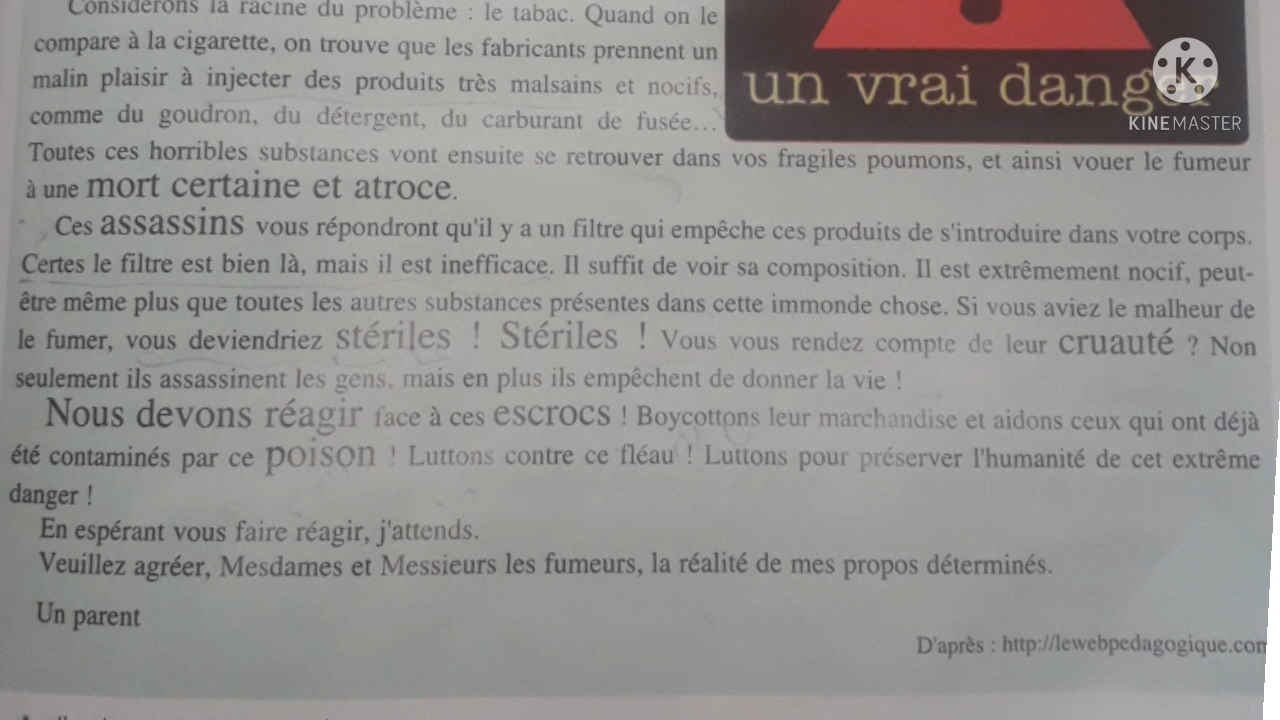 Considérons la racine du problème : le tabac. Quand on le
compare à la cigarette, on trouve que les fabricants prennent un
malin plaisir à injecter des produits très malsains et nocifs,
comme du goudron, du détergent, du carburant de fusée...
un vrai danger
KINEMASTER
Toutes ces horribles substances vont ensuite se retrouver dans vos fragiles poumons, et ainsi vouer le fumeur
à une mort certaine et atroce.
Ces assassins vous répondront qu'il y a un filtre qui empêche ces produits de s'introduire dans votre corps.
Certes le filtre est bien là, mais il est inefficace. Il suffit de voir sa composition. Il est extrêmement nocif, peut-
être même plus que toutes les autres substances présentes dans cette immonde chose. Si vous aviez le malheur de
le fumer, vous deviendriez stériles ! Stériles ! Vous vous rendez compte de leur cruauté ? Non
seulement ils assassinent les gens, mais en plus ils empêchent de donner la vie !
Nous devons réagir face à ces escrocs ! Boycottons leur marchandise et aidons ceux qui ont déjà
été contaminés par ce poison ! Luttons contre ce fléau ! Luttons pour préserver l'humanité de cet extrême
danger !
En espérant vous faire réagir, j'attends.
Veuillez agréer, Mesdames et Messieurs les fumeurs, la réalité de mes propos déterminés.
Un parent
D'après : http://lewebpedagogique.com